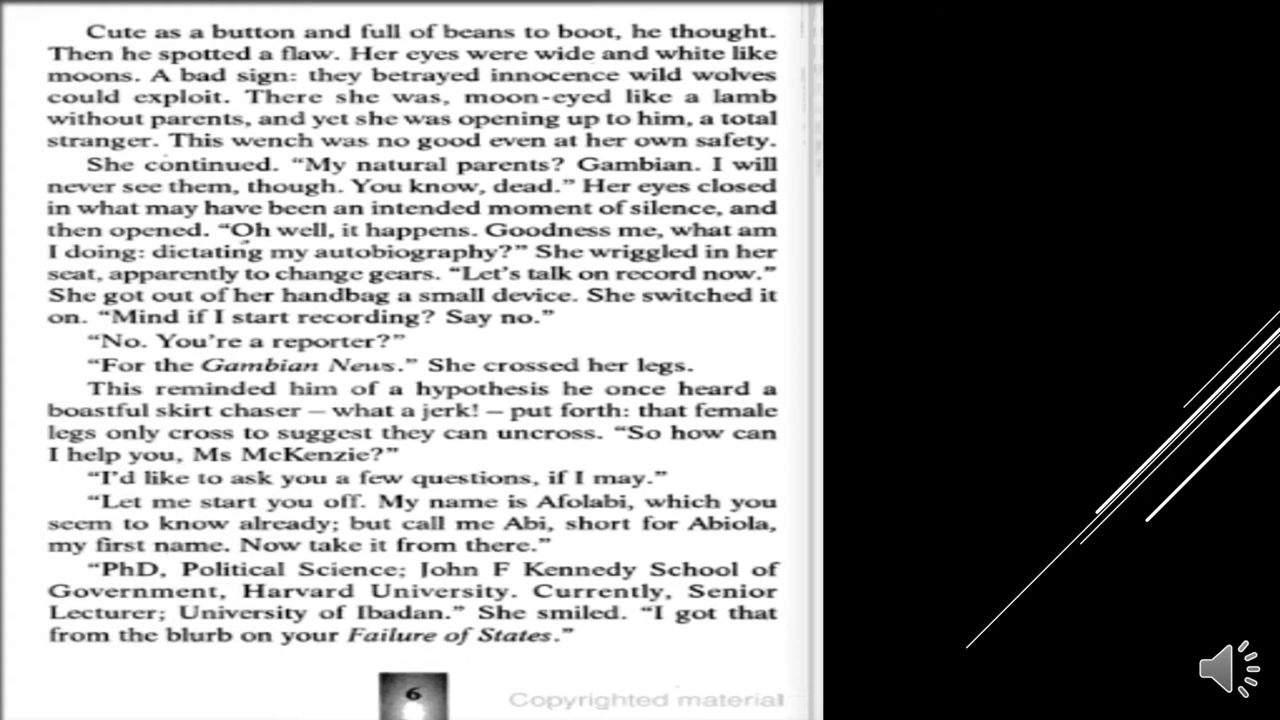 Cute as a button and full of beans to boot, he thought.
Then he spotted a flaw. Her eyes were wide and white like
moons. A bad sign: they betrayed innocence wild wolves
could exploit. There she was, moon-eyed like a lamb
without parents, and yet she was opening up to him, a total
stranger. This wench was no good even at her own safety.
She continued. “My natural parents? Gambian. I will
never see them, though. You know, dead.” Her eyes closed
in what may have been an intended moment of silence, and
then opened. “Oh well, it happens. Goodness me, what am
I doing: dictating my autobiography?” She wriggled in her
seat, apparently to change gears. “Let’s talk on record now.”
She got out of her handbag a small device. She switched it
on. “Mind if I start recording? Say no.”
“No. You’re a reporter?”
“For the Gambian News.” She crossed her legs.
This reminded him of a hypothesis he once heard a
boastful skirt chaser – what a jerk! – put forth: that female
legs only cross to suggest they can uncross. “So how can
I help you, Ms McKenzie?”
“I’d like to ask you a few questions, if I may.”
“Let me start you off. My name is Afolabi, which you
seem to know already; but call me Abi, short for Abiola,
my first name. Now take it from there.”
“PhD, Political Science; John F Kennedy School of
Government, Harvard University. Currently, Senior
Lecturer; University of Ibadan.” She smiled. “I got that
from the blurb on your Failure of States.”
6
Copyrighted material